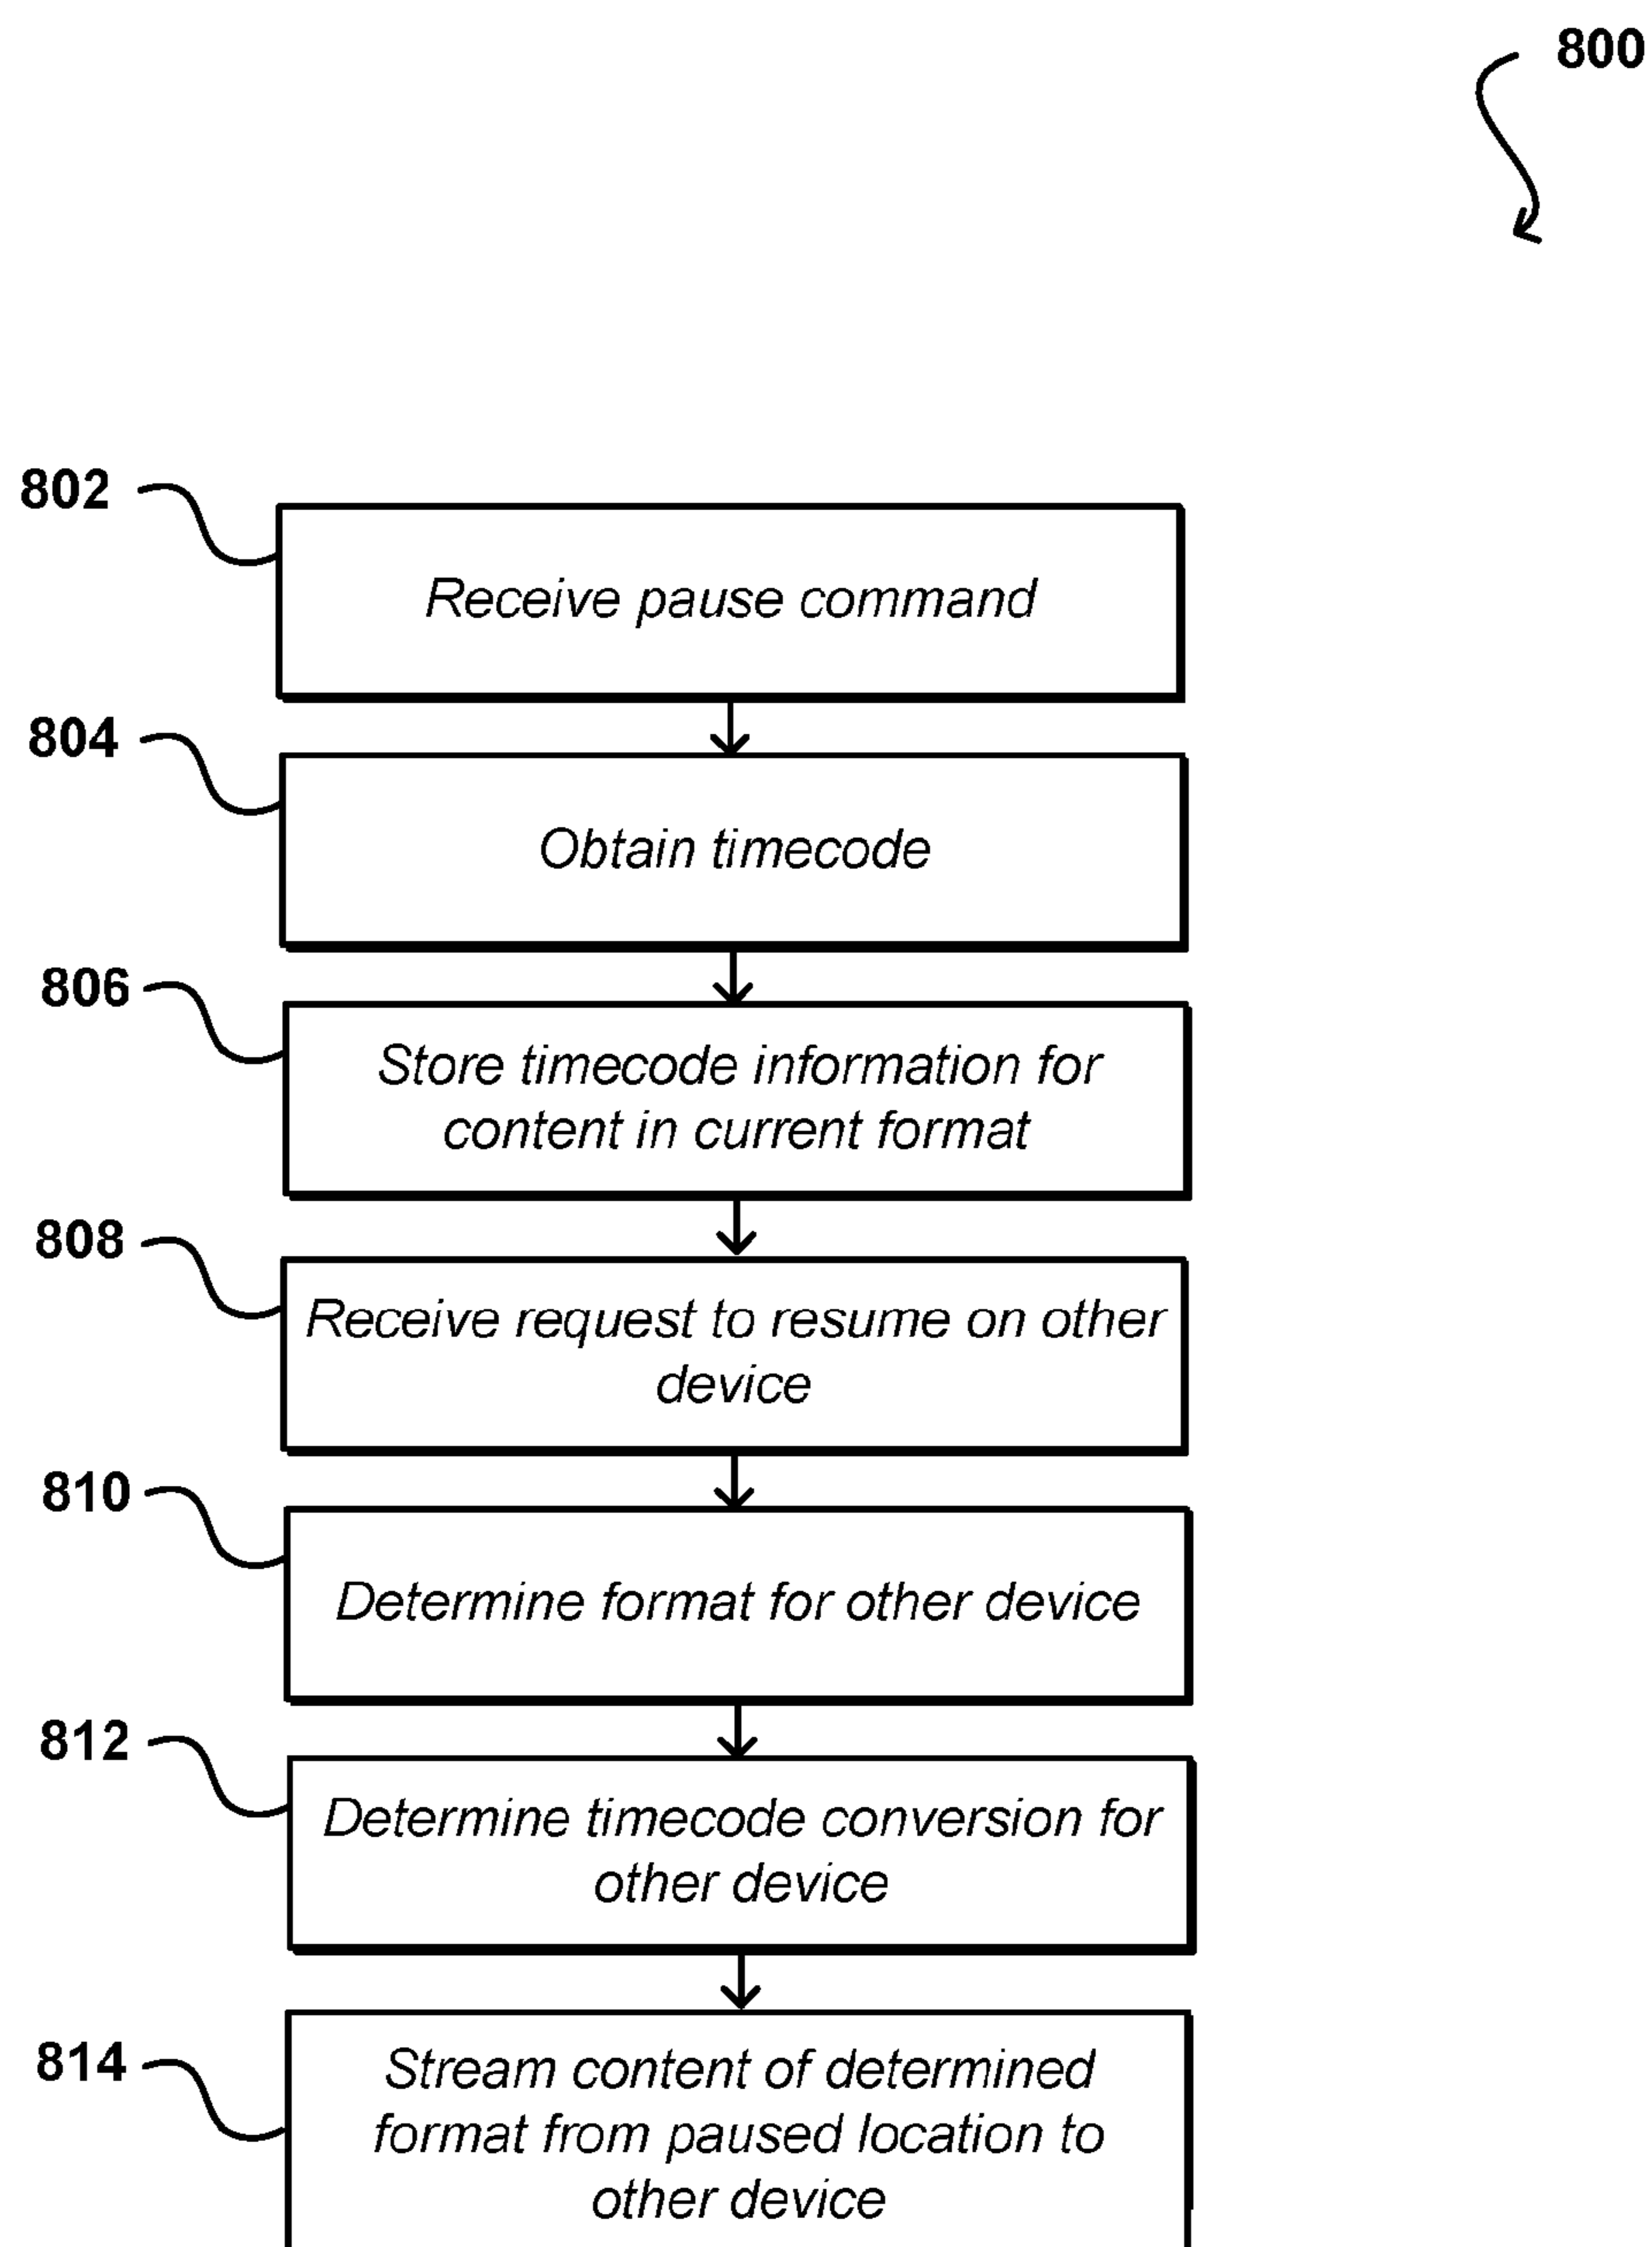 800
802
Receive pause command
804
Obtain timecode
806
Store timecode information for
content in current format
808
Receive request to resume on other
device
810
Determine format for other device
812
Determine timecode conversion for
other device
814
Stream content of determined
format from paused location to
other device